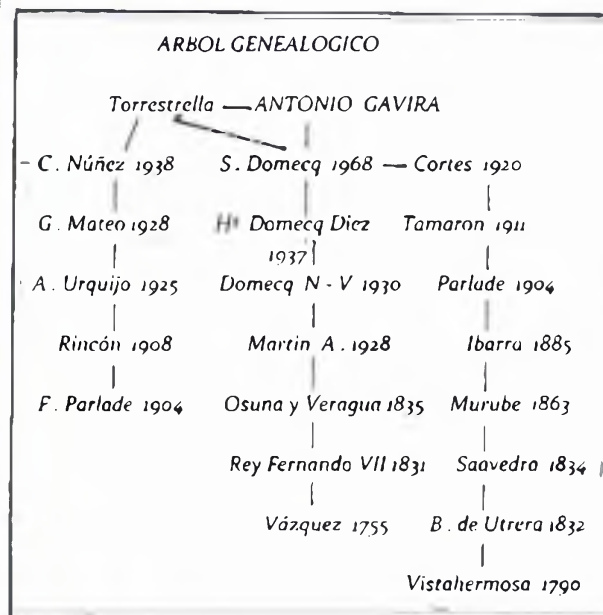 ARBOL GENEALOGICO
Torrestrella — ANTONIO GAVIRA
C. Núñez 1938 S. Domecq 1968 — Cortes 1920
G. Mateo 1928 Hº Domecq Diez Tamaron 1911
1937
A. Urquijo 1925 Domecq N-V 1930 Parlade 1904
Rincón 1908 Martin A. 1928 Ibarra 1885
F. Parlade 1904 Osuna y Veragua 1835 Murube 1863
Rey Fernando VII 1831 Saavedra 1834
Vázquez 1755 B. de Utrera 1832
Vistahermosa 1790